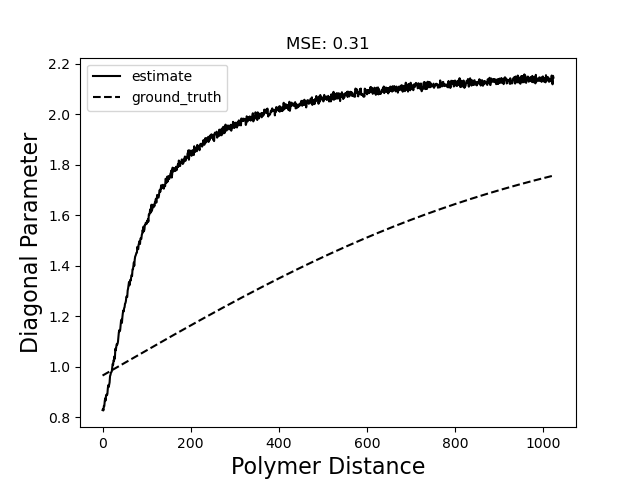 MSE: 0.31
estimate
ground_truth
Diagonal Parameter
2.2
2.0
1.8
1.6
1.4
1.2
1.0
0.8
0 200 400 600 800 1000
Polymer Distance